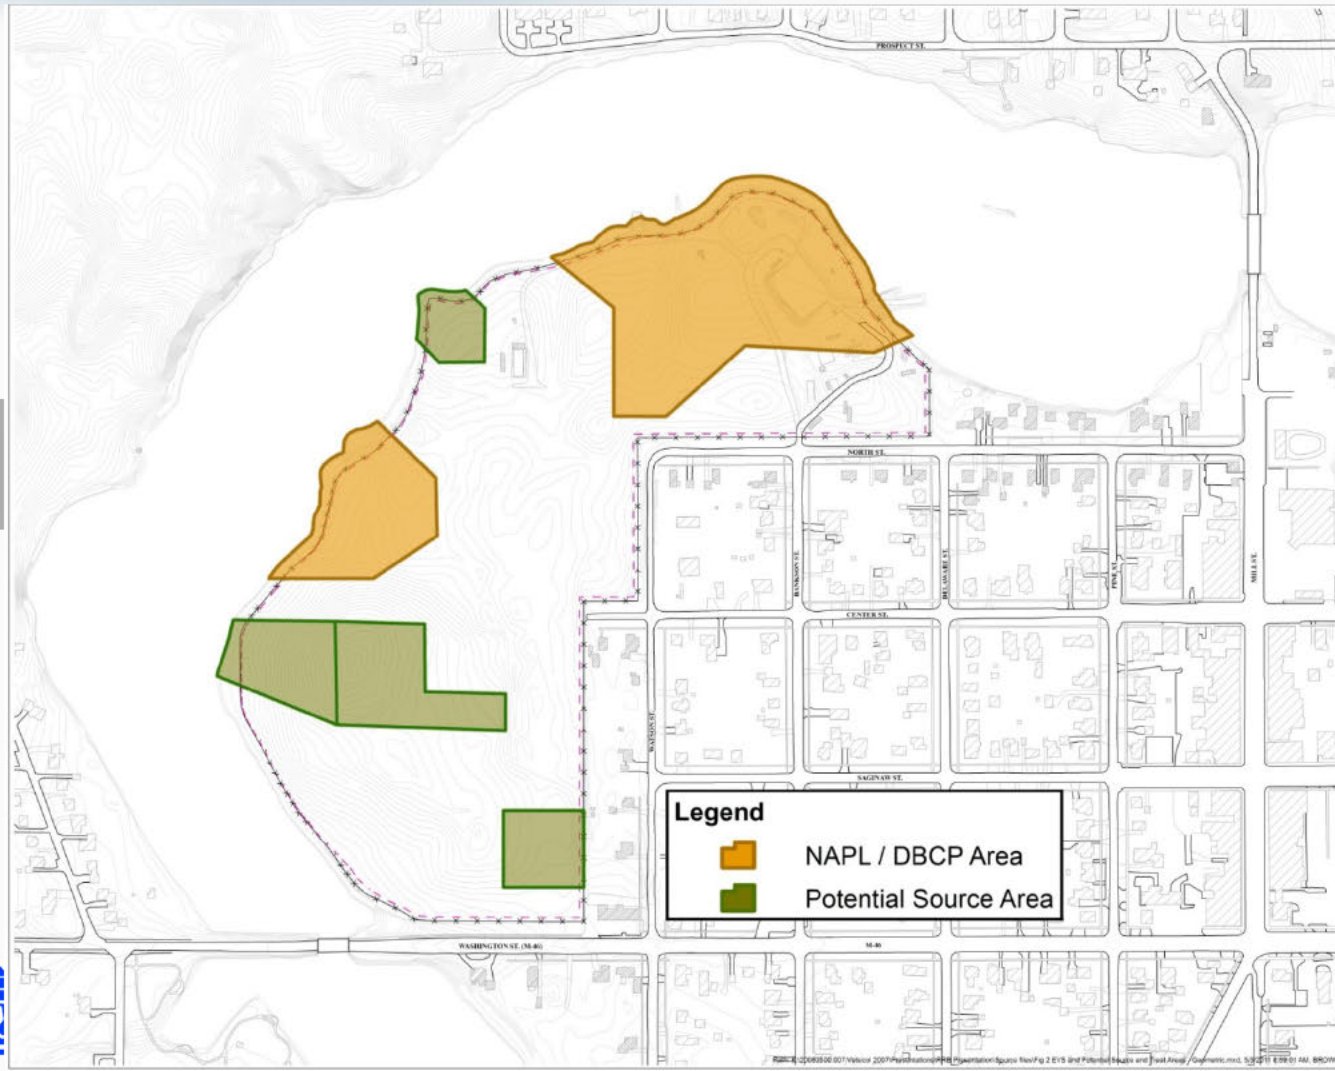 PROSPECT ST.
NORTH ST.
BANKSON ST.
DELAWARE ST.
PINE ST.
MILL ST.
CENTER ST.
WATSON ST.
SAGINAW ST.
Legend
NAPL / DBCP Area
Potential Source Area
WASHINGTON ST. (M-46)
M-46